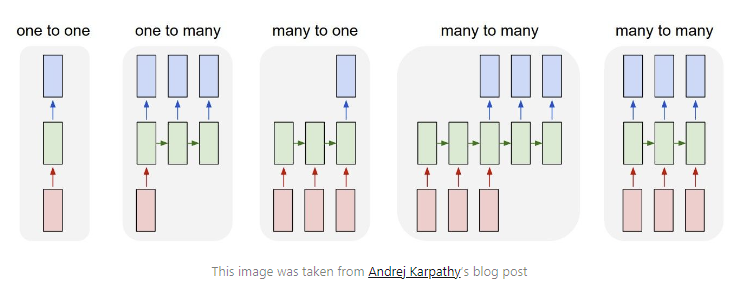 one to one
one to many
many to one
many to many
many to many
This image was taken from Andrej Karpathy's blog post